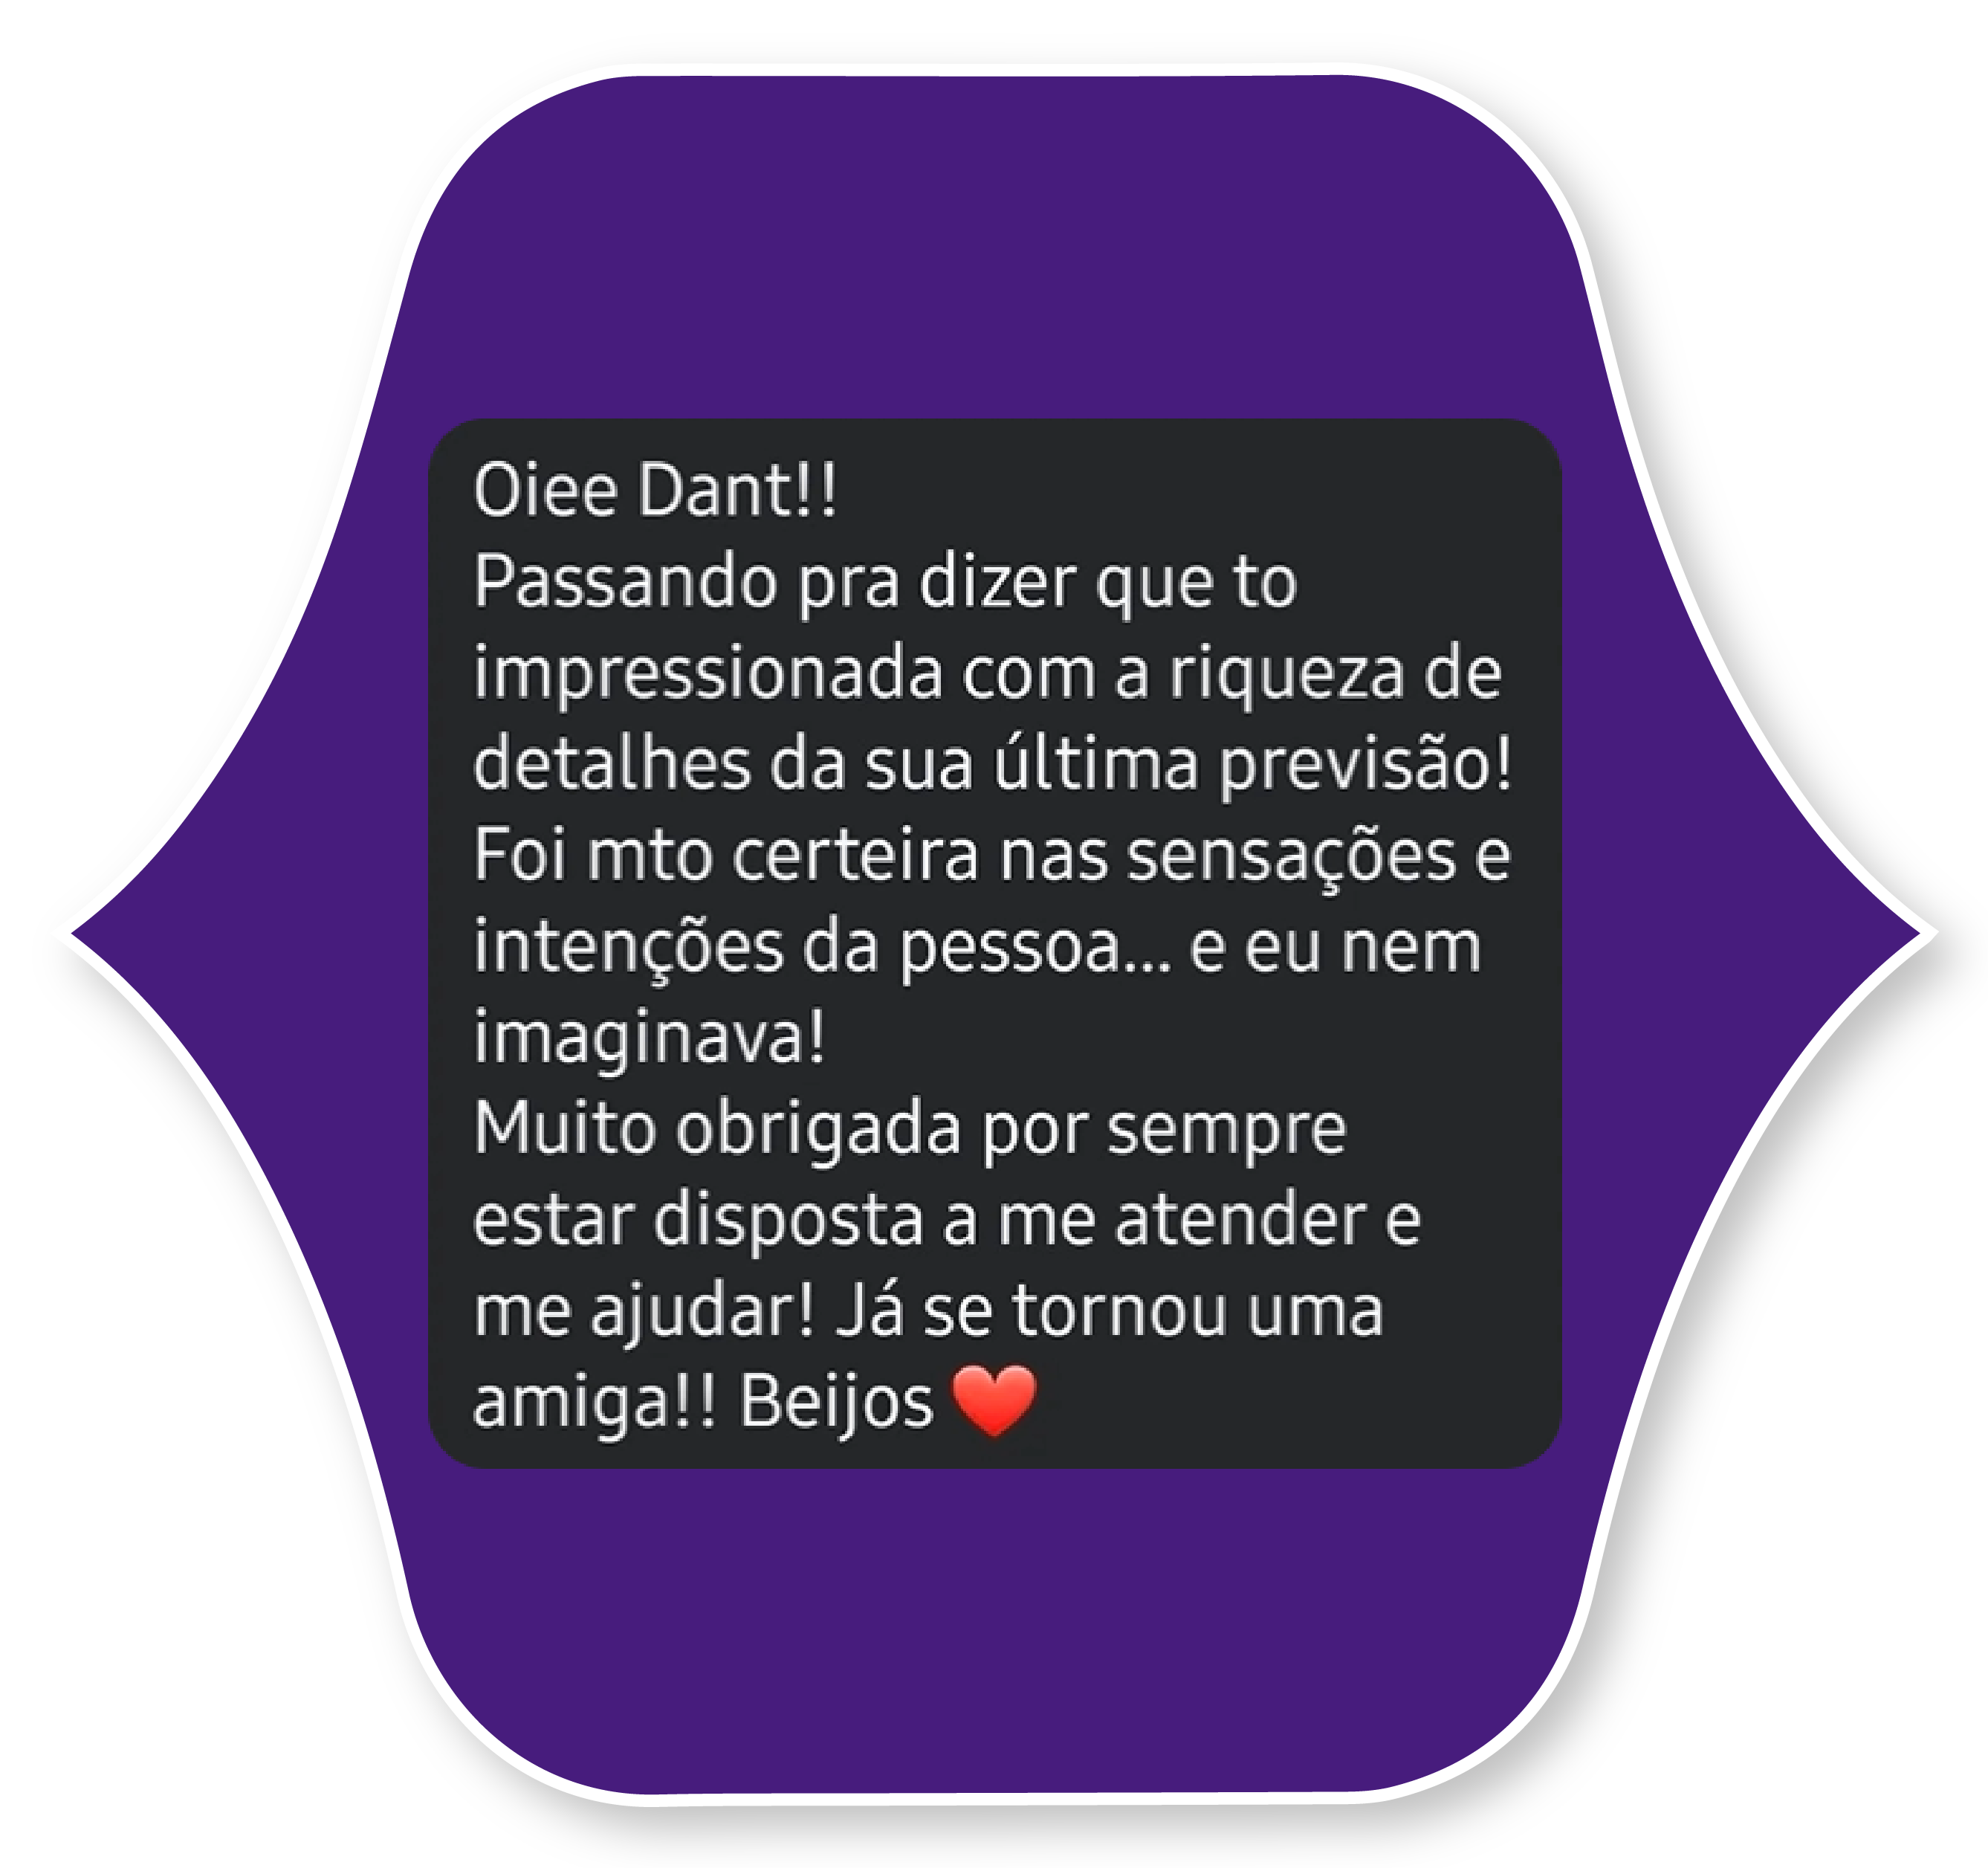 Oiee Dant!!
Passando pra dizer que to
impressionada com a riqueza de
detalhes da sua última previsão!
Foi mto certeira nas sensações e
intenções da pessoa... e eu nem
imaginava!
Muito obrigada por sempre
estar disposta a me atender e
me ajudar! Já se tornou uma
amiga!! Beijos ❤️